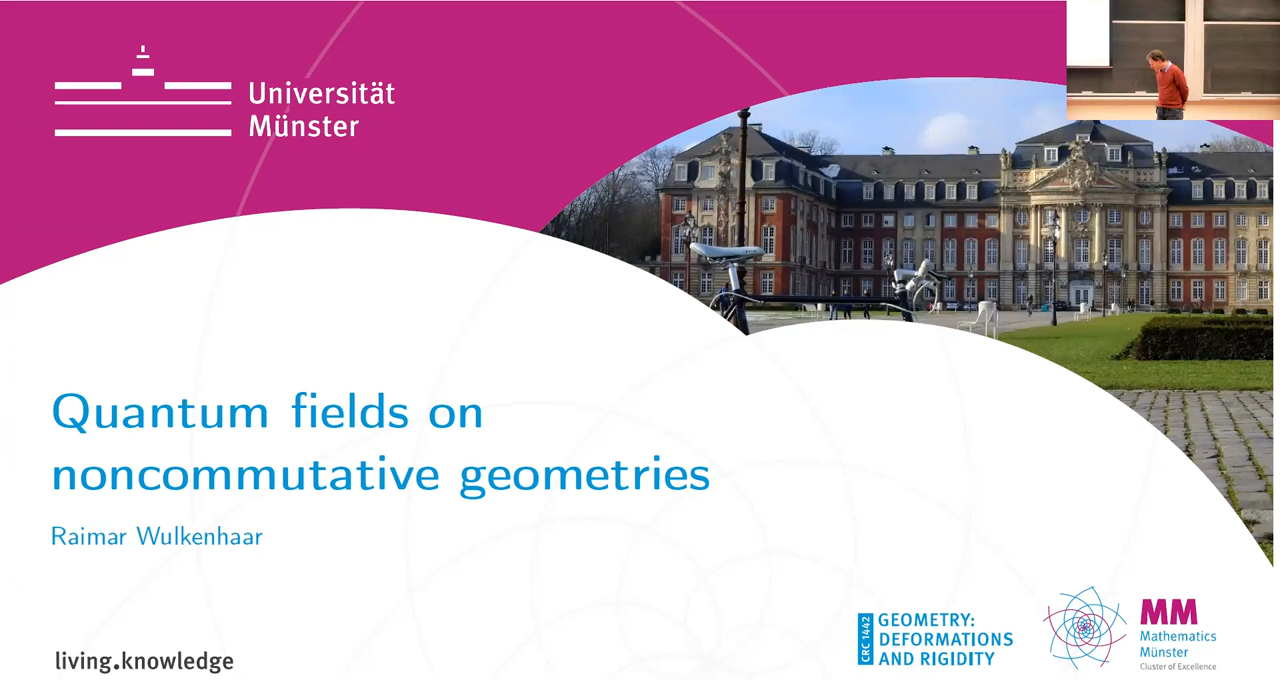 Universität
Münster
Quantum fields on
noncommutative geometries
Raimar Wulkenhaar
living.knowledge
CRC 1442
GEOMETRY:
DEFORMATIONS
AND RIGIDITY
MM
Mathematics
Münster
Cluster of Excellence